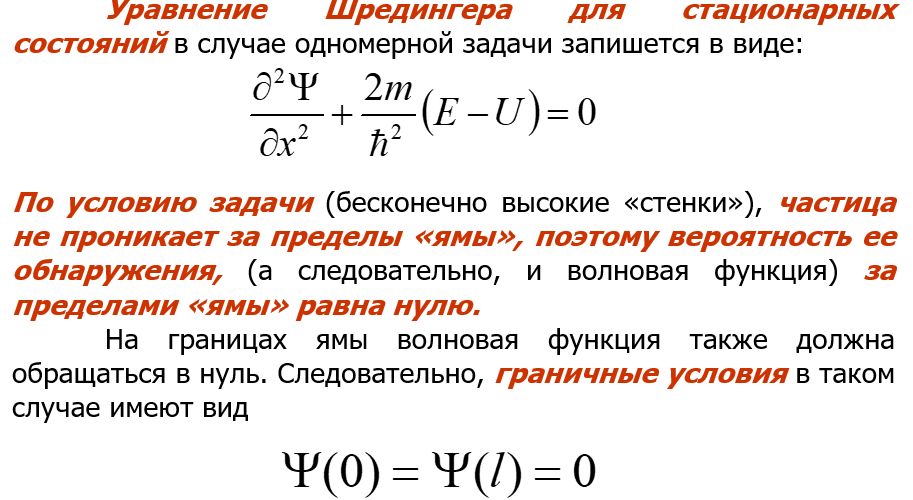 Уравнение Шредингера для стационарных
состояний в случае одномерной задачи запишется в виде:
∂²Ψ/∂x² + 2m/ħ² (E − U) = 0
По условию задачи (бесконечно высокие «стенки»), частица
не проникает за пределы «ямы», поэтому вероятность ее
обнаружения, (а следовательно, и волновая функция) за
пределами «ямы» равна нулю.
На границах ямы волновая функция также должна
обращаться в нуль. Следовательно, граничные условия в таком
случае имеют вид
Ψ(0) = Ψ(l) = 0